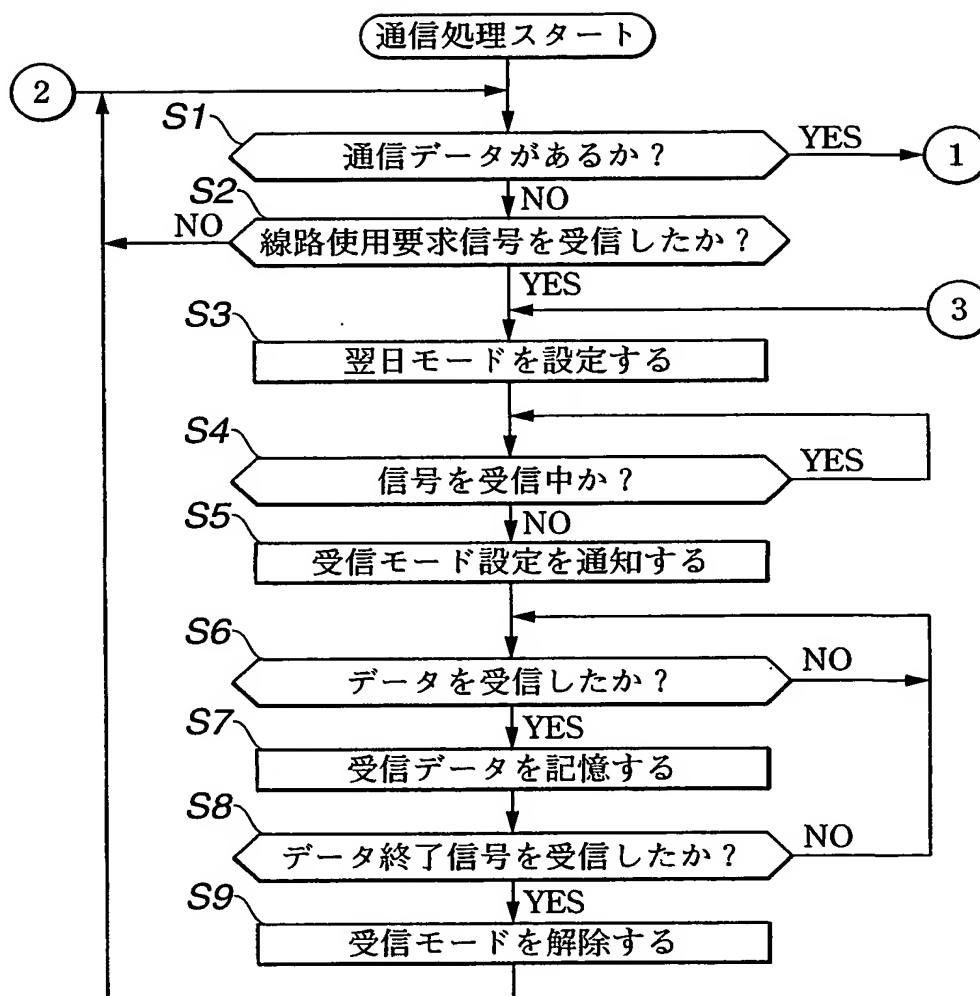 通信処理スタート
2
S1
通信データがあるか？
YES
1
NO
S2
NO
線路使用要求信号を受信したか？
YES
3
S3
翌日モードを設定する
S4
信号を受信中か？
YES
NO
S5
受信モード設定を通知する
S6
データを受信したか？
NO
YES
S7
受信データを記憶する
S8
データ終了信号を受信したか？
NO
YES
S9
受信モードを解除する